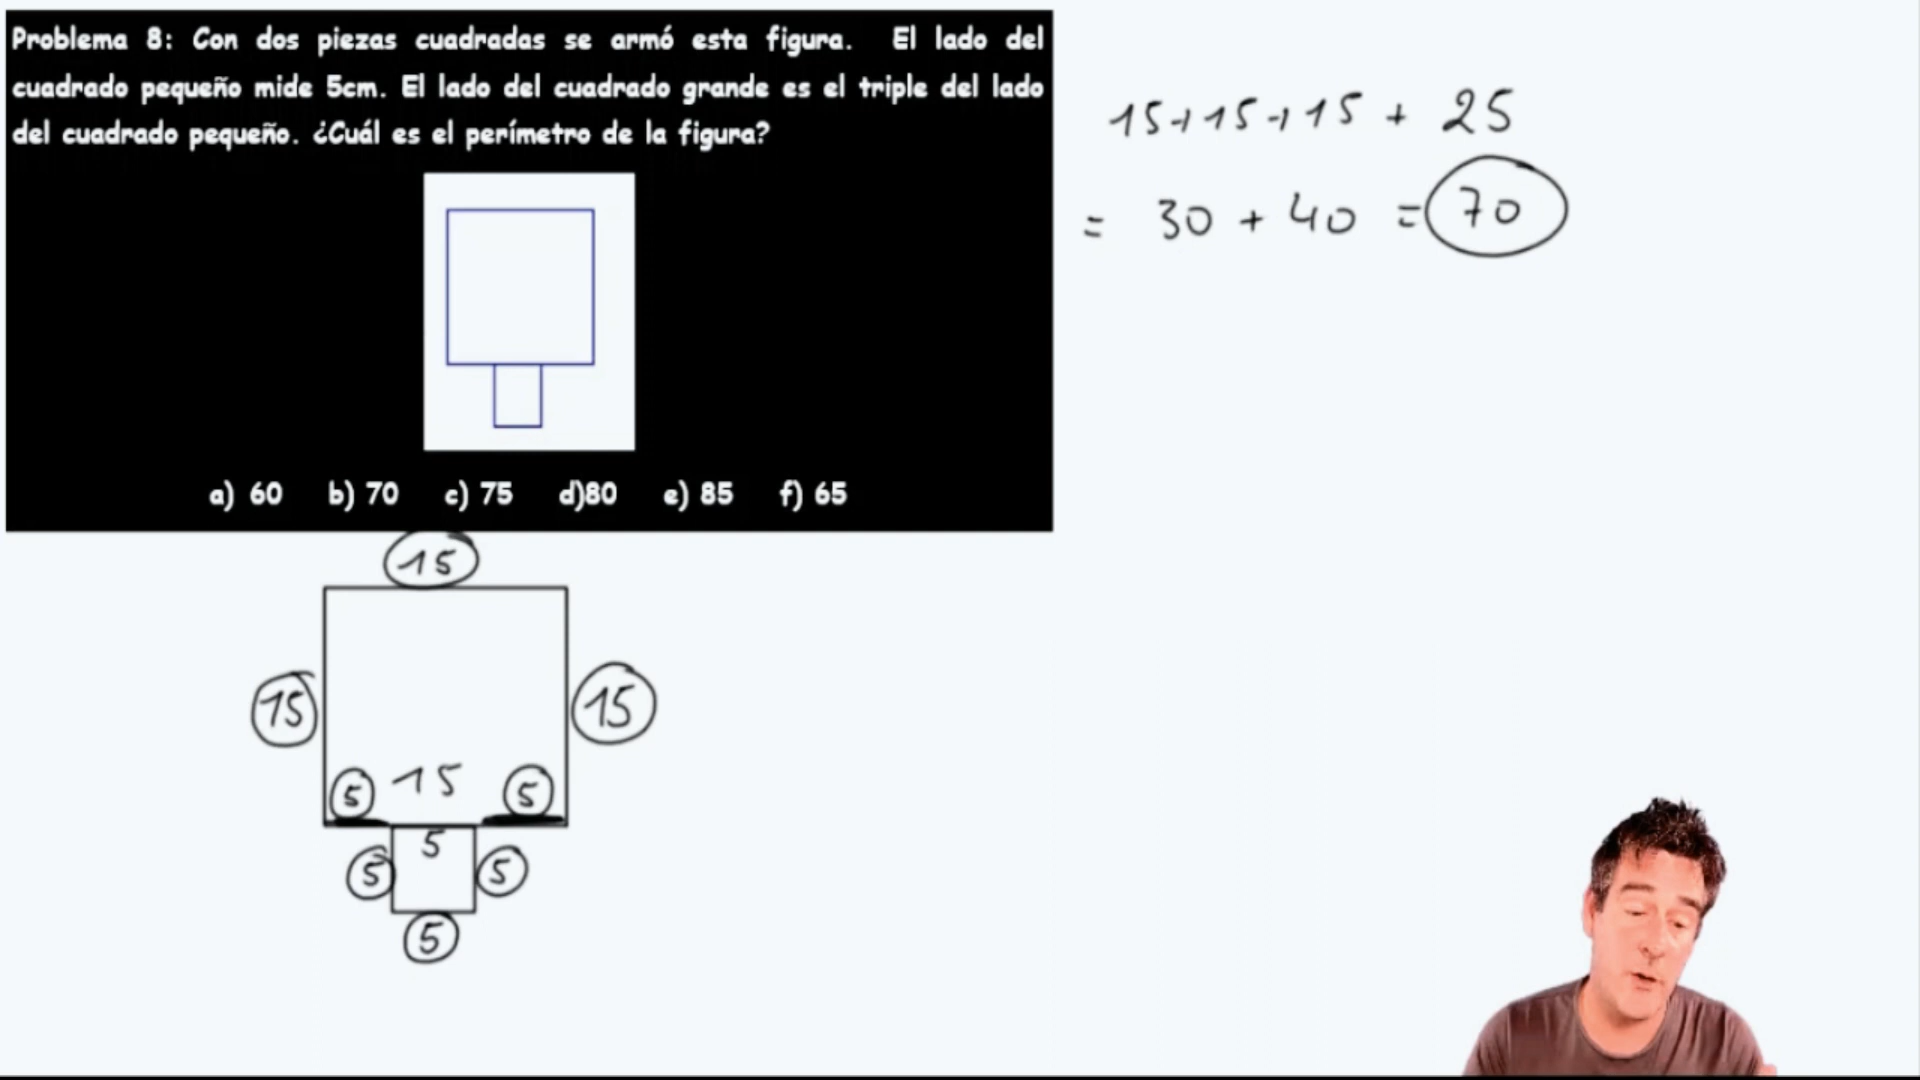 Problema 8: Con dos piezas cuadradas se armó esta figura. El lado del
cuadrado pequeño mide 5cm. El lado del cuadrado grande es el triple del lado
del cuadrado pequeño. ¿Cuál es el perímetro de la figura?
a) 60 b) 70 c) 75 d)80 e) 85 f) 65
15+15+15 + 25
= 30 + 40 = 70
15
15 15
5 15 5
5
5 5
5